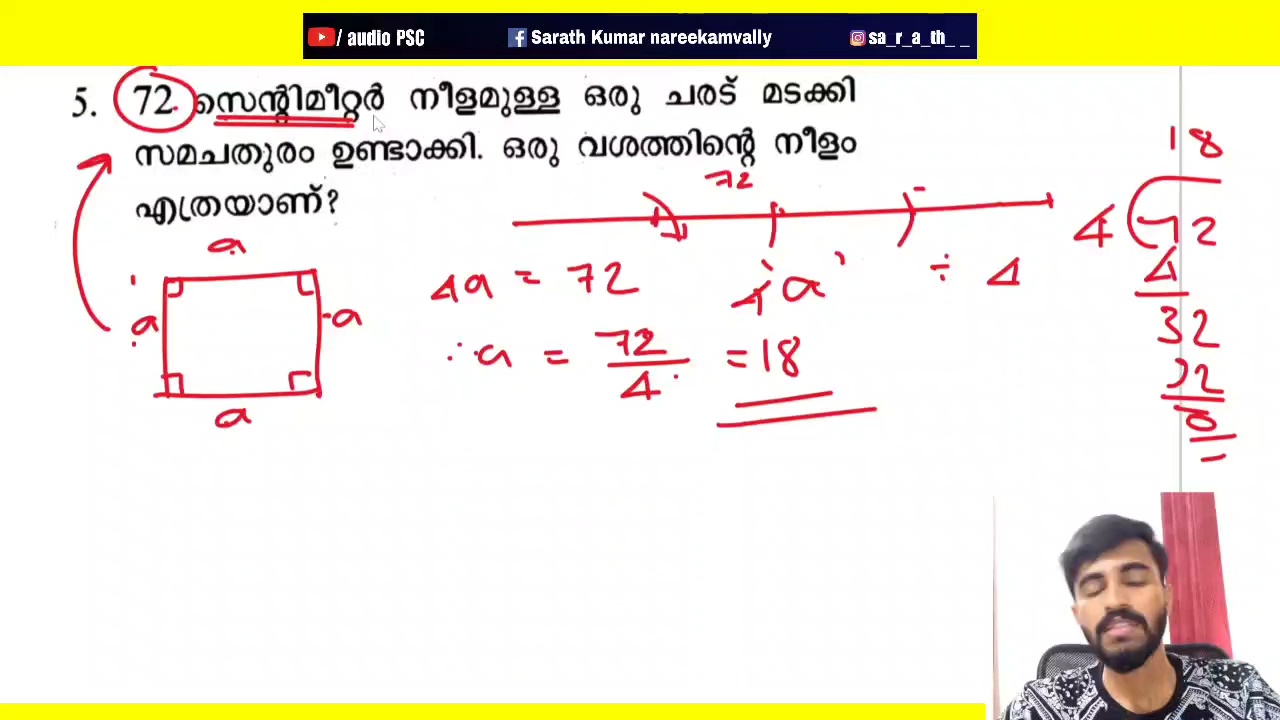 / audio PSC
Sarath Kumar nareekamvally
sa_r_a_th_ _
5. 72 സെന്റിമീറ്റർ നീളമുള്ള ഒരു ചരട് മടക്കി
സമചതുരം ഉണ്ടാക്കി. ഒരു വശത്തിന്റെ നീളം
എത്രയാണ്?
72
a
a
a
a
4a = 72
4a
÷ 4
∴ a = 72/4 = 18
18
4 72
4
32
32
0